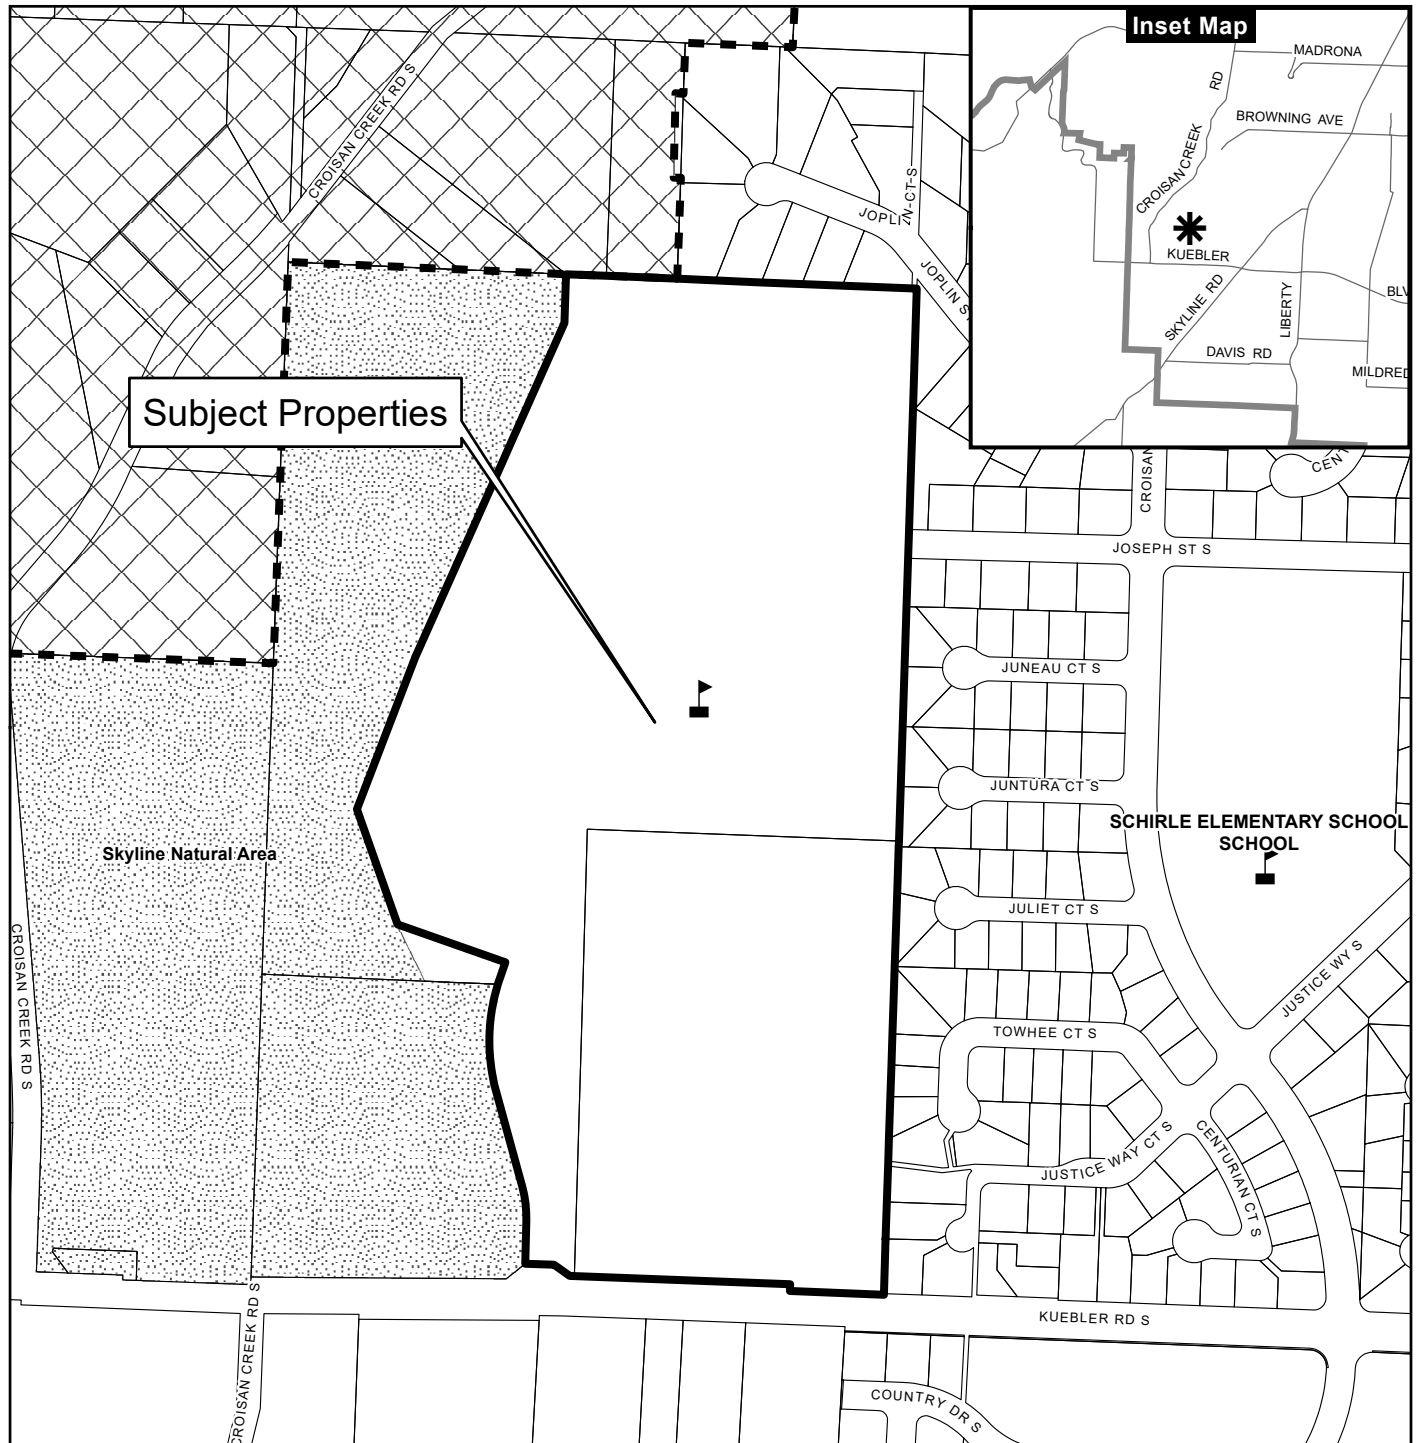 Inset Map
MADRONA
RD
BROWNING AVE
CROISAN CREEK
KUEBLER
SKYLINE RD
LIBERTY
BLV
DAVIS RD
MILDRED
CROISAN CREEK RD S
JOPLI
N-CT-S
JOPLIN ST
Subject Properties
CENT
CROISAN
JOSEPH ST S
JUNEAU CT S
JUNTURA CT S
SCHIRLE ELEMENTARY SCHOOL
SCHOOL
Skyline Natural Area
JULIET CT S
CROISAN CREEK RD S
JUSTICE WY S
TOWHEE CT S
JUSTICE WAY CT S
CENTURIAN CT S
KUEBLER RD S
CROISAN CREEK RD S
COUNTRY DR S